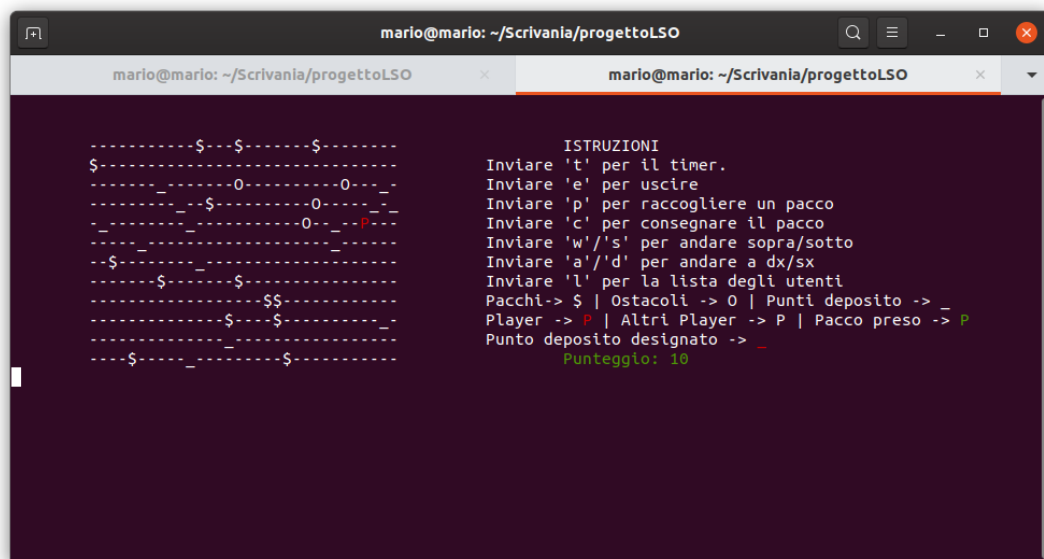 mario@mario: ~/Scrivania/progettoLSO
mario@mario: ~/Scrivania/progettoLSO
mario@mario: ~/Scrivania/progettoLSO
-----------$---$-------$-------- ISTRUZIONI
$------------------------------- Inviare 't' per il timer.
-------_-------O----------O---_- Inviare 'e' per uscire
---------_--$----------O-----_-_ Inviare 'p' per raccogliere un pacco
-_--------_-----------O--_--P--- Inviare 'c' per consegnare il pacco
-----_-------------------_------ Inviare 'w'/'s' per andare sopra/sotto
--$--------_-------------------- Inviare 'a'/'d' per andare a dx/sx
-------$-------$---------------- Inviare 'l' per la lista degli utenti
------------------$$------------ Pacchi-> $ | Ostacoli -> O | Punti deposito -> _
--------------$----$----------_- Player -> P | Altri Player -> P | Pacco preso -> P
--------------_----------------- Punto deposito designato -> _
----$-----_---------$----------- Punteggio: 10